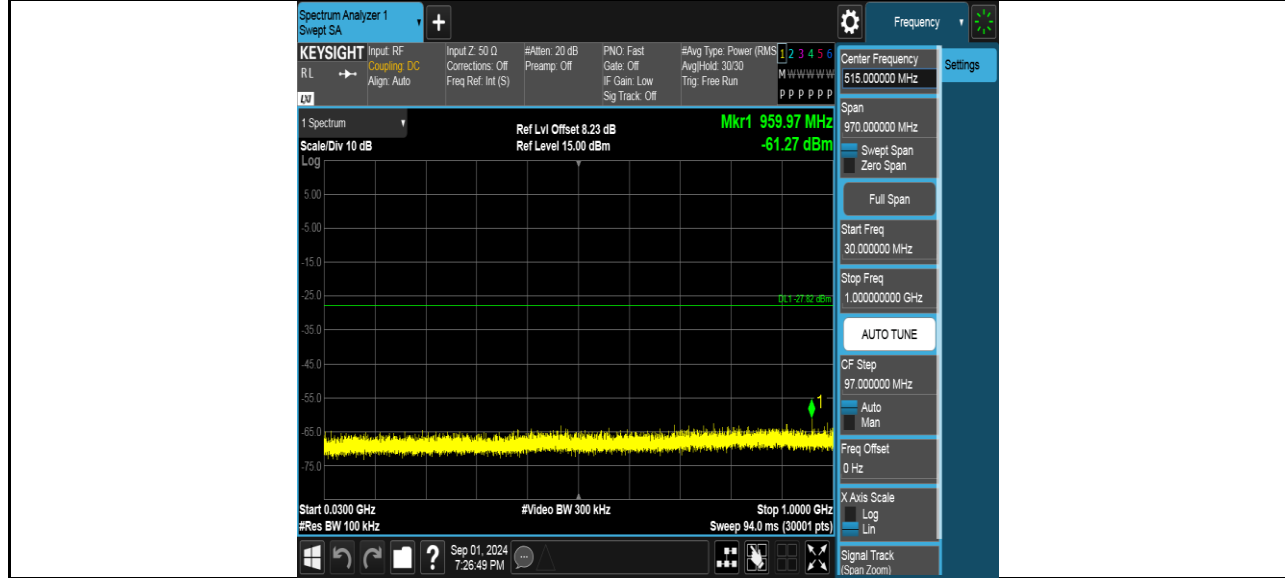 Spectrum Analyzer 1
Swept SA
+
Frequency
KEYSIGHT
RL
LXI
Input: RF
Coupling: DC
Align: Auto
Input Z: 50 Ω
Corrections: Off
Freq Ref: Int (S)
#Atten: 20 dB
Preamp: Off
PNO: Fast
Gate: Off
IF Gain: Low
Sig Track: Off
#Avg Type: Power (RMS
Avg|Hold: 30/30
Trig: Free Run
1 2 3 4 5 6
M W W W W W
P P P P P P
1 Spectrum
Scale/Div 10 dB
Ref Lvl Offset 8.23 dB
Ref Level 15.00 dBm
Mkr1 959.97 MHz
-61.27 dBm
Log
5.00
-5.00
-15.0
-25.0
DL1 -27.82 dBm
-35.0
-45.0
-55.0
1
-65.0
-75.0
Start 0.0300 GHz
#Video BW 300 kHz
Stop 1.0000 GHz
#Res BW 100 kHz
Sweep 94.0 ms (30001 pts)
?
Sep 01, 2024
7:26:49 PM
Center Frequency
515.000000 MHz
Settings
Span
970.000000 MHz
Swept Span
Zero Span
Full Span
Start Freq
30.000000 MHz
Stop Freq
1.000000000 GHz
AUTO TUNE
CF Step
97.000000 MHz
Auto
Man
Freq Offset
0 Hz
X Axis Scale
Log
Lin
Signal Track
(Span Zoom)